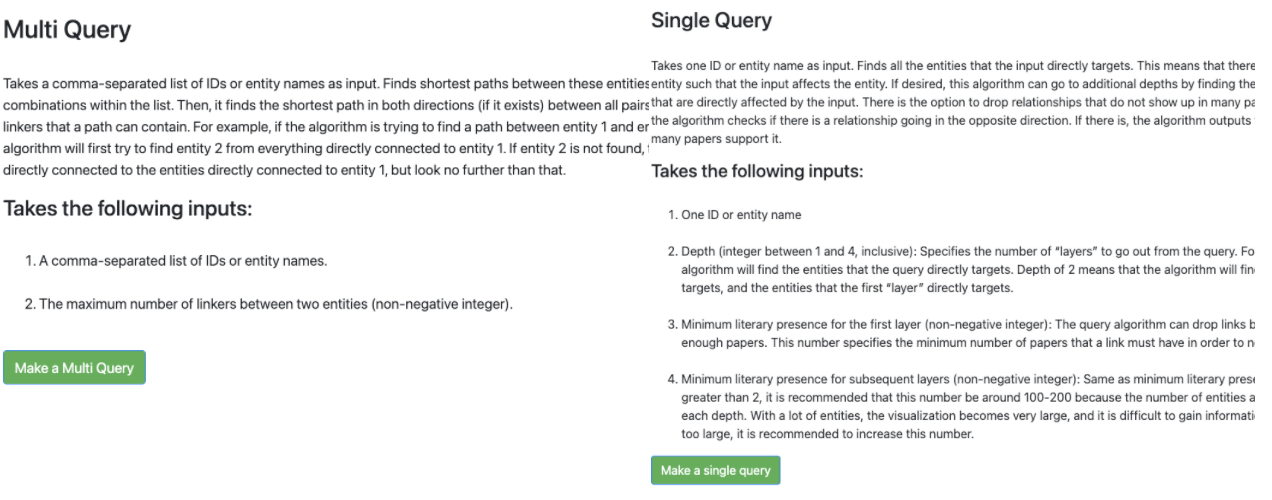 Multi Query
Takes a comma-separated list of IDs or entity names as input. Finds shortest paths between these entities
combinations within the list. Then, it finds the shortest path in both directions (if it exists) between all pairs
linkers that a path can contain. For example, if the algorithm is trying to find a path between entity 1 and
algorithm will first try to find entity 2 from everything directly connected to entity 1. If entity 2 is not found,
directly connected to the entities directly connected to entity 1, but look no further than that.
Takes the following inputs:
1. A comma-separated list of IDs or entity names.
2. The maximum number of linkers between two entities (non-negative integer).
Make a Multi Query
Single Query
Takes one ID or entity name as input. Finds all the entities that the input directly targets. This means that there
entity such that the input affects the entity. If desired, this algorithm can go to additional depths by finding the
that are directly affected by the input. There is the option to drop relationships that do not show up in many
the algorithm checks if there is a relationship going in the opposite direction. If there is, the algorithm outputs
many papers support it.
Takes the following inputs:
1. One ID or entity name
2. Depth (integer between 1 and 4, inclusive): Specifies the number of “layers” to go out from the query.
algorithm will find the entities that the query directly targets. Depth of 2 means that the algorithm will
targets, and the entities that the first “layer” directly targets.
3. Minimum literary presence for the first layer (non-negative integer): The query algorithm can drop links
enough papers. This number specifies the minimum number of papers that a link must have in order to
4. Minimum literary presence for subsequent layers (non-negative integer): Same as minimum literary
greater than 2, it is recommended that this number be around 100-200 because the number of entities
each depth. With a lot of entities, the visualization becomes very large, and it is difficult to gain
too large, it is recommended to increase this number.
Make a single query